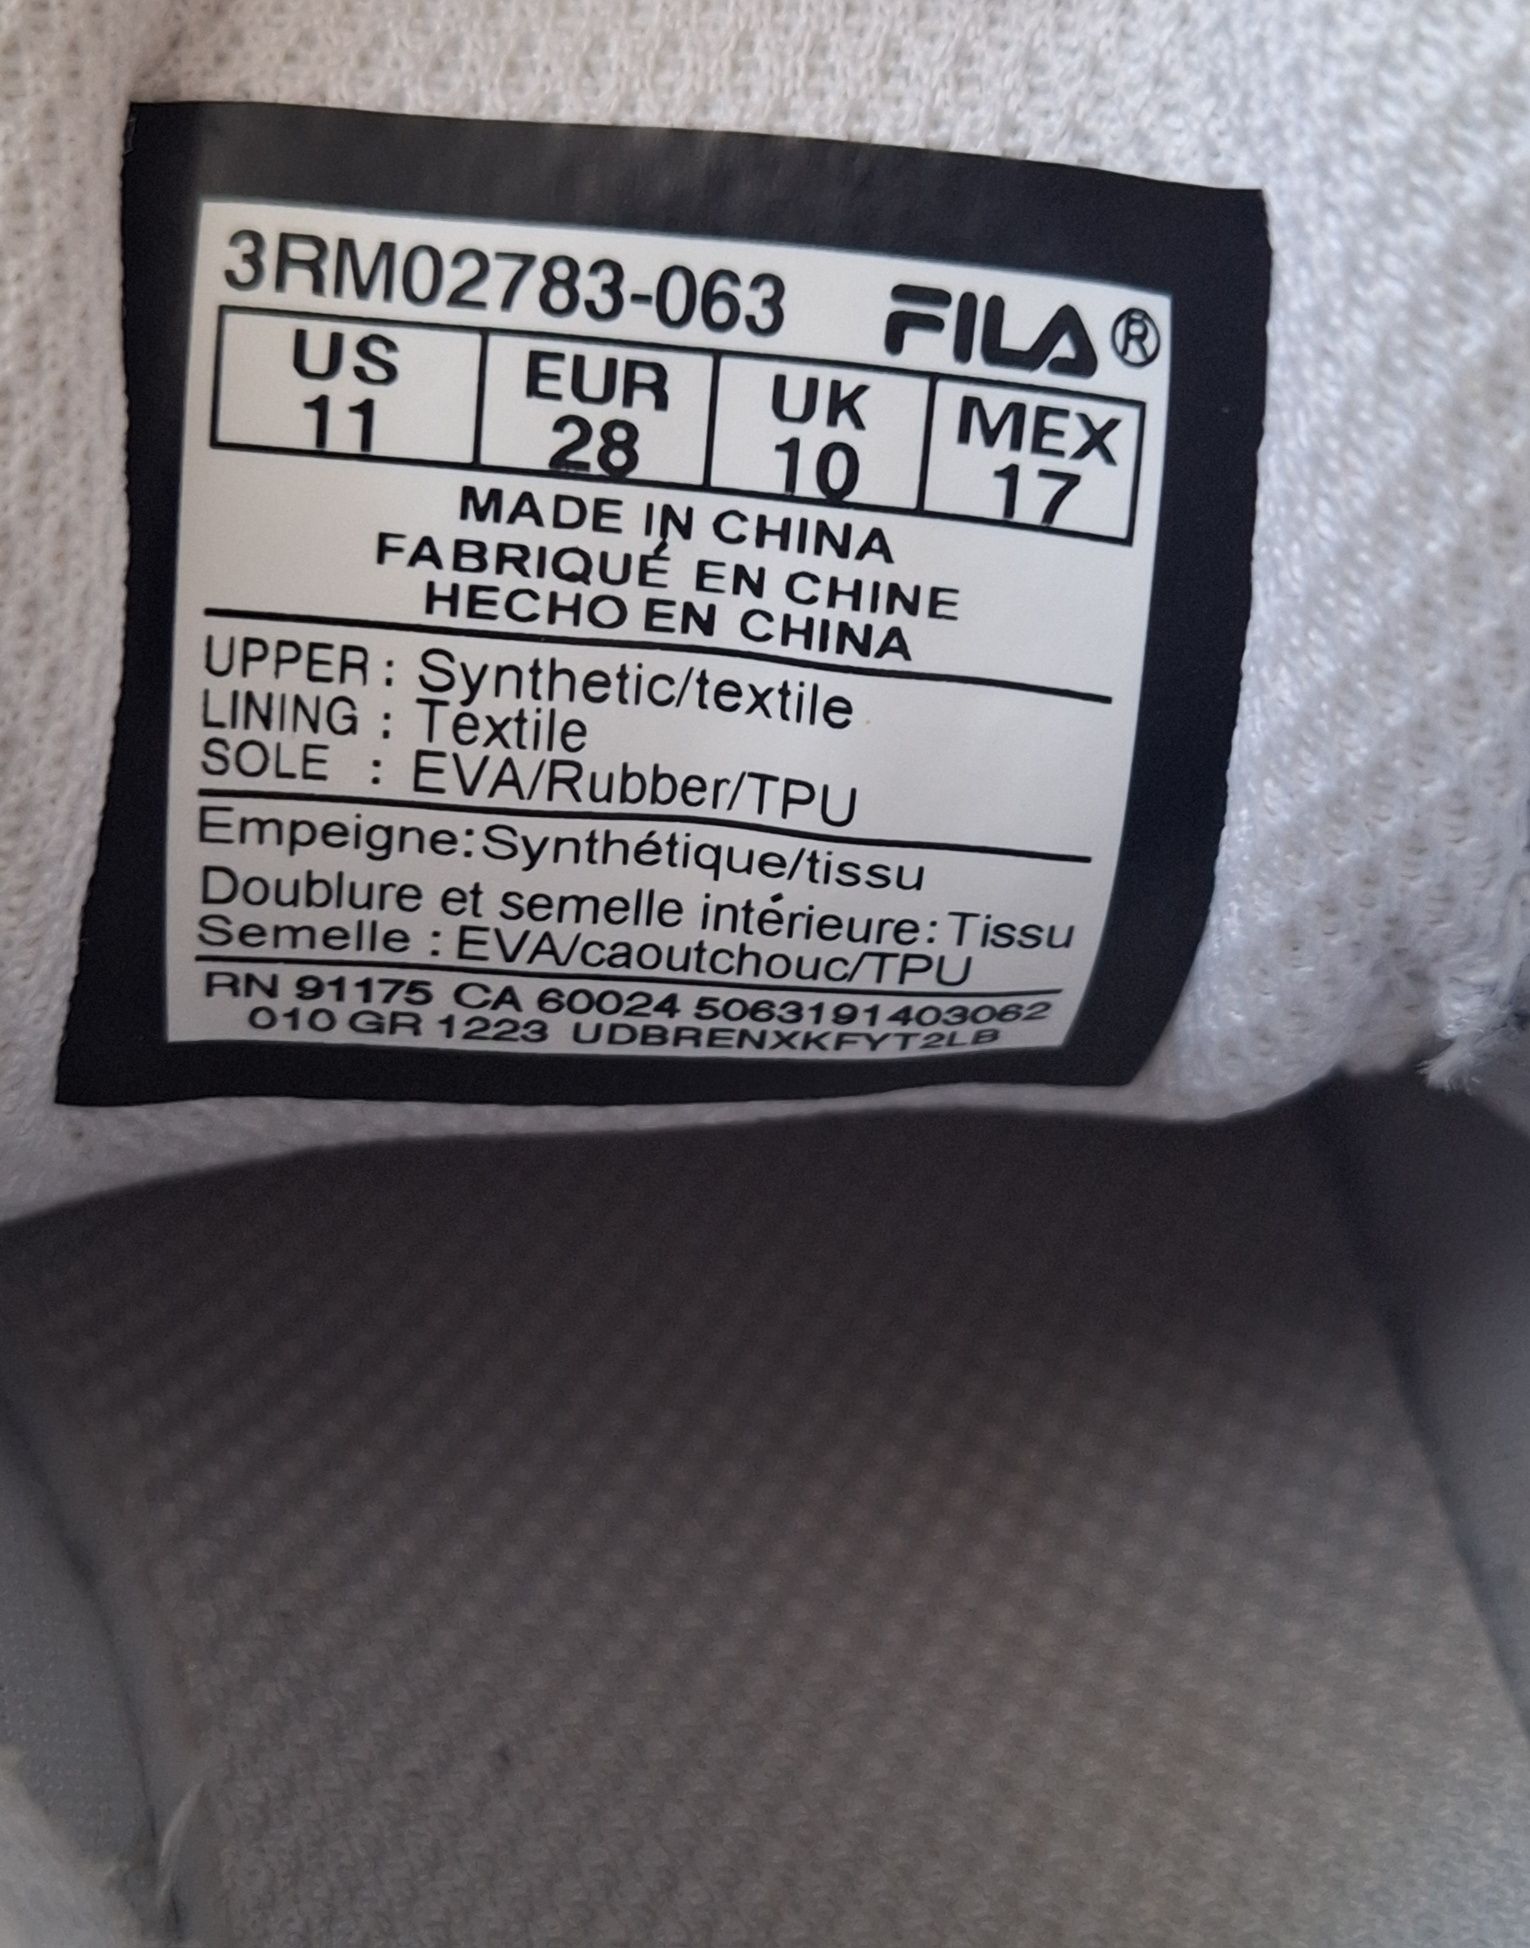 3RM02783-063 FILA®
US EUR UK MEX
11 28 10 17
MADE IN CHINA
FABRIQUÉ EN CHINE
HECHO EN CHINA
UPPER: Synthetic/textile
LINING : Textile
SOLE : EVA/Rubber/TPU
Empeigne:Synthétique/tissu
Doublure et semelle intérieure: Tissu
Semelle : EVA/caoutchouc/TPU
RN 91175 CA 60024 5063191403062
010 GR 1223 UDBRENXKFYT2LB